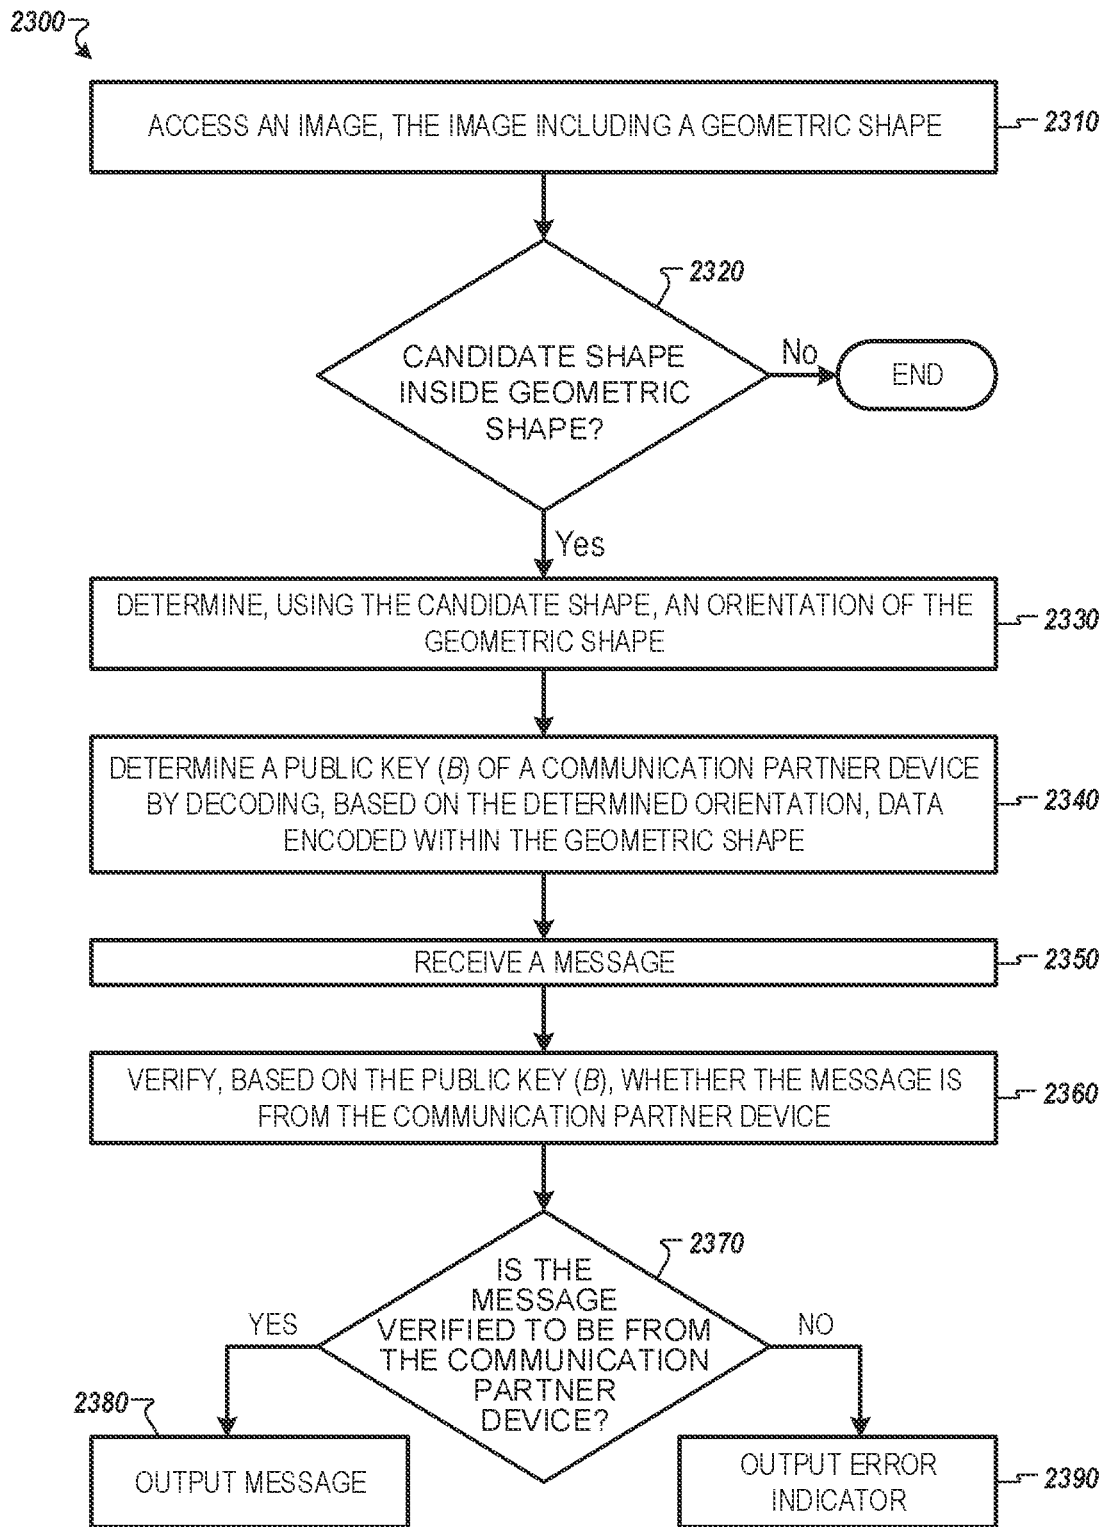 2300
ACCESS AN IMAGE, THE IMAGE INCLUDING A GEOMETRIC SHAPE
2310
2320
CANDIDATE SHAPE
INSIDE GEOMETRIC
SHAPE?
No
END
Yes
DETERMINE, USING THE CANDIDATE SHAPE, AN ORIENTATION OF THE
GEOMETRIC SHAPE
2330
DETERMINE A PUBLIC KEY (B) OF A COMMUNICATION PARTNER DEVICE
BY DECODING, BASED ON THE DETERMINED ORIENTATION, DATA
ENCODED WITHIN THE GEOMETRIC SHAPE
2340
RECEIVE A MESSAGE
2350
VERIFY, BASED ON THE PUBLIC KEY (B), WHETHER THE MESSAGE IS
FROM THE COMMUNICATION PARTNER DEVICE
2360
2370
IS THE
MESSAGE
VERIFIED TO BE FROM
THE COMMUNICATION
PARTNER
DEVICE?
YES
NO
2380
OUTPUT MESSAGE
OUTPUT ERROR
INDICATOR
2390